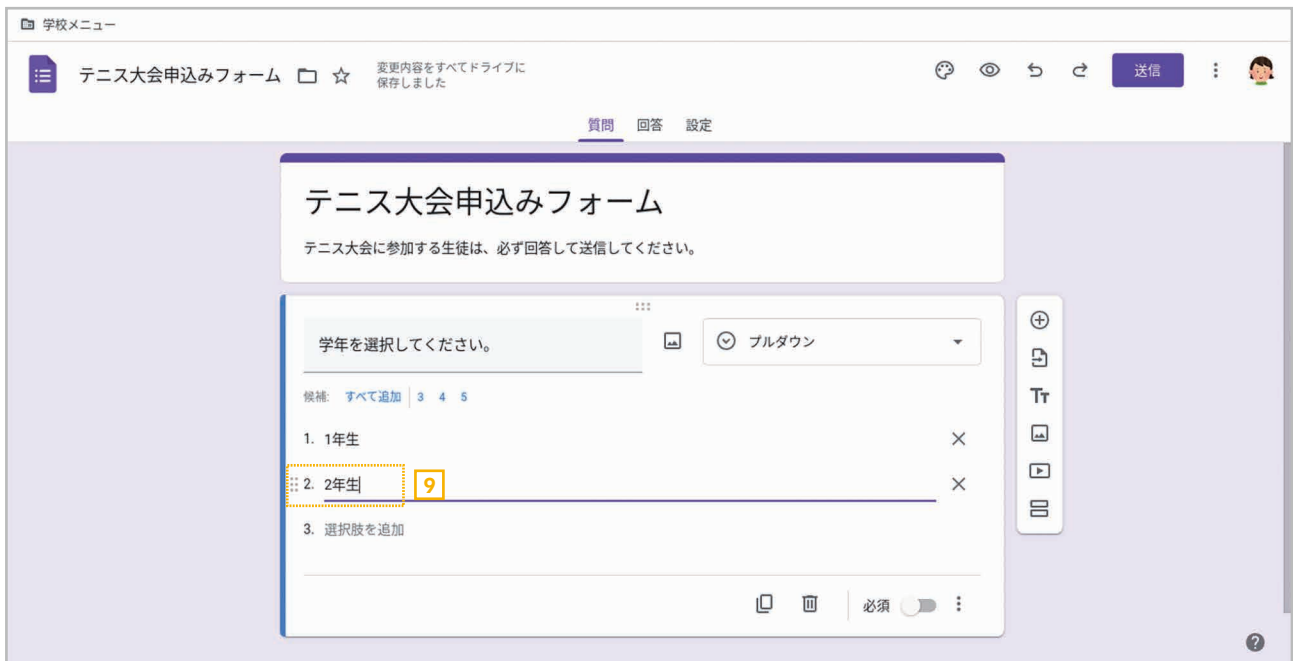 学校メニュー
テニス大会申込みフォーム
変更内容をすべてドライブに
保存しました
送信
質問 回答 設定
テニス大会申込みフォーム
テニス大会に参加する生徒は、必ず回答して送信してください。
学年を選択してください。
プルダウン
候補: すべて追加 3 4 5
1. 1年生
2. 2年生 9
3. 選択肢を追加
必須